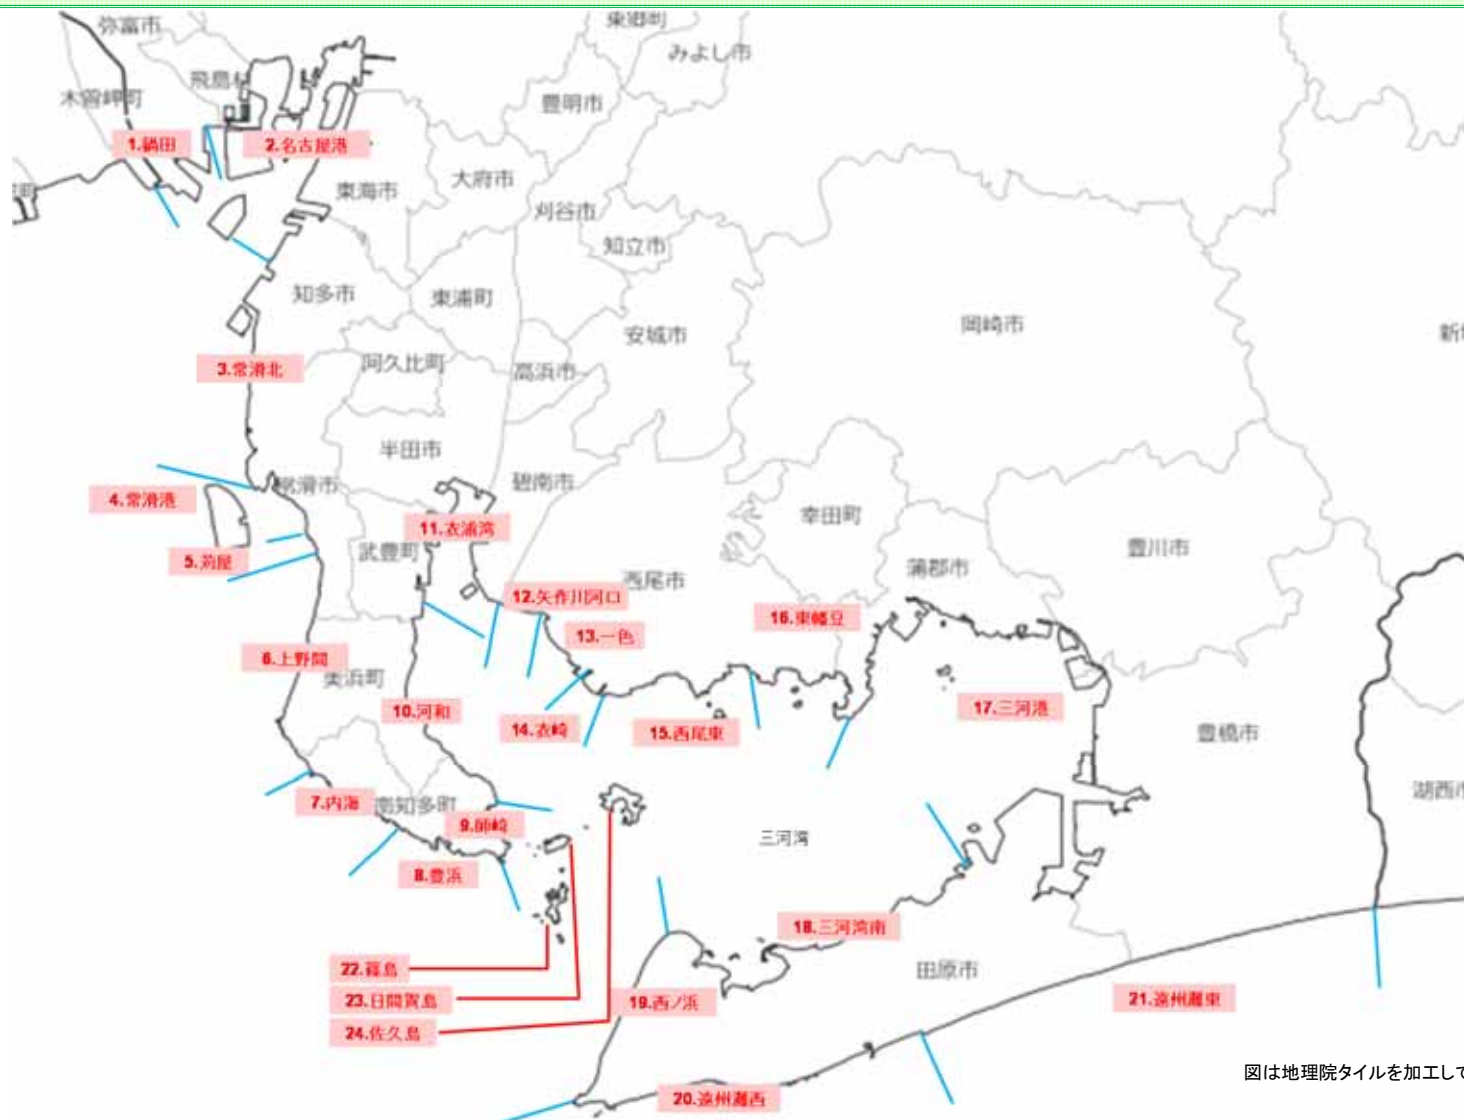 弥富市
東郷町
みよし市
飛島村
木曽岬町
豊明市
1.鍋田
2.名古屋港
東海市
大府市
刈谷市
知立市
知多市
東浦町
安城市
岡崎市
3.常滑北
阿久比町
高浜市
半田市
碧南市
常滑市
4.常滑港
11.衣浦湾
幸田町
武豊町
豊川市
5.苅屋
西尾市
蒲郡市
12.矢作川河口
16.東幡豆
13.一色
6.上野間
美浜町
10.河和
17.三河港
14.衣崎
15.西尾東
豊橋市
湖西市
7.内海
南知多町
9.師崎
三河湾
8.豊浜
18.三河湾南
22.篠島
田原市
23.日間賀島
19.西ノ浜
21.遠州灘東
24.佐久島
図は地理院タイルを加工して
20.遠州灘西